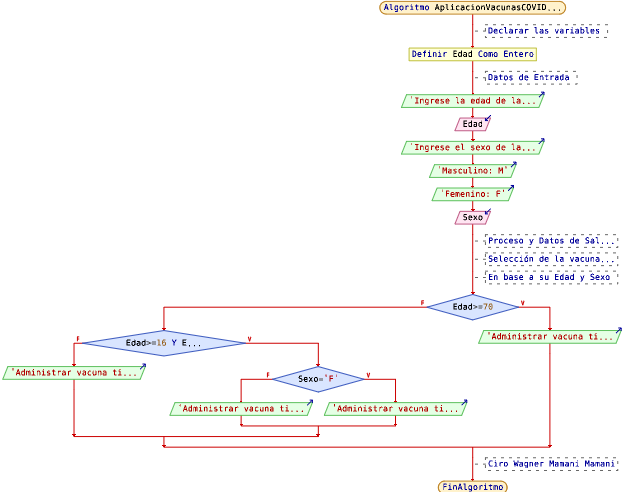 Algoritmo AplicacionVacunasCOVID...
Declarar las variables
Definir Edad Como Entero
Datos de Entrada
'Ingrese la edad de la...
Edad
'Ingrese el sexo de la...
'Masculino: M'
'Femenino: F'
Sexo
Proceso y Datos de Sal...
Selección de la vacuna...
En base a su Edad y Sexo
F
Edad>=70
V
F
Edad>=16 Y E...
V
'Administrar vacuna ti...
'Administrar vacuna ti...
F
Sexo='F'
V
'Administrar vacuna ti...
'Administrar vacuna ti...
Ciro Wagner Mamani Mamani
FinAlgoritmo